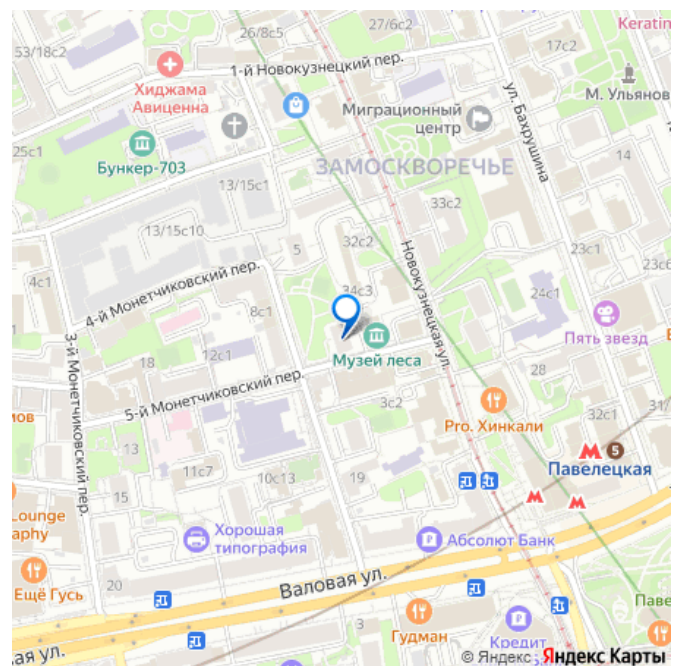 26/8с5
27/6с2
Keratin
53/18с2
17с2
1-й Новокузнецкий пер.
Хиджама
Авиценна
М. Ульянов
Миграционный
центр
ул. Бахрушина
25с1
Бункер-703
14
13/15с1
ЗАМОСКВОРЕЧЬЕ
33с2
13/15с10
32с2
5
23с1
23с6
4с1
4-й Монетчиковский пер.
Новокузнецкая ул.
34с3
24с1
8с1
3-й Монетчиковский пер.
Пять звезд
12с1
18
Музей леса
28
5-й Монетчиковский пер.
3с2
32с1
31/
Pro. Хинкали
13
5
Павелецкая
11с7
10с13
19
15
Lounge
aphy
Хорошая
типография
Абсолют Банк
Ещё Гусь
20
Валовая ул.
Паве
Гудман
Кредит
ая ул.
© Яндекс Яндекс Карты